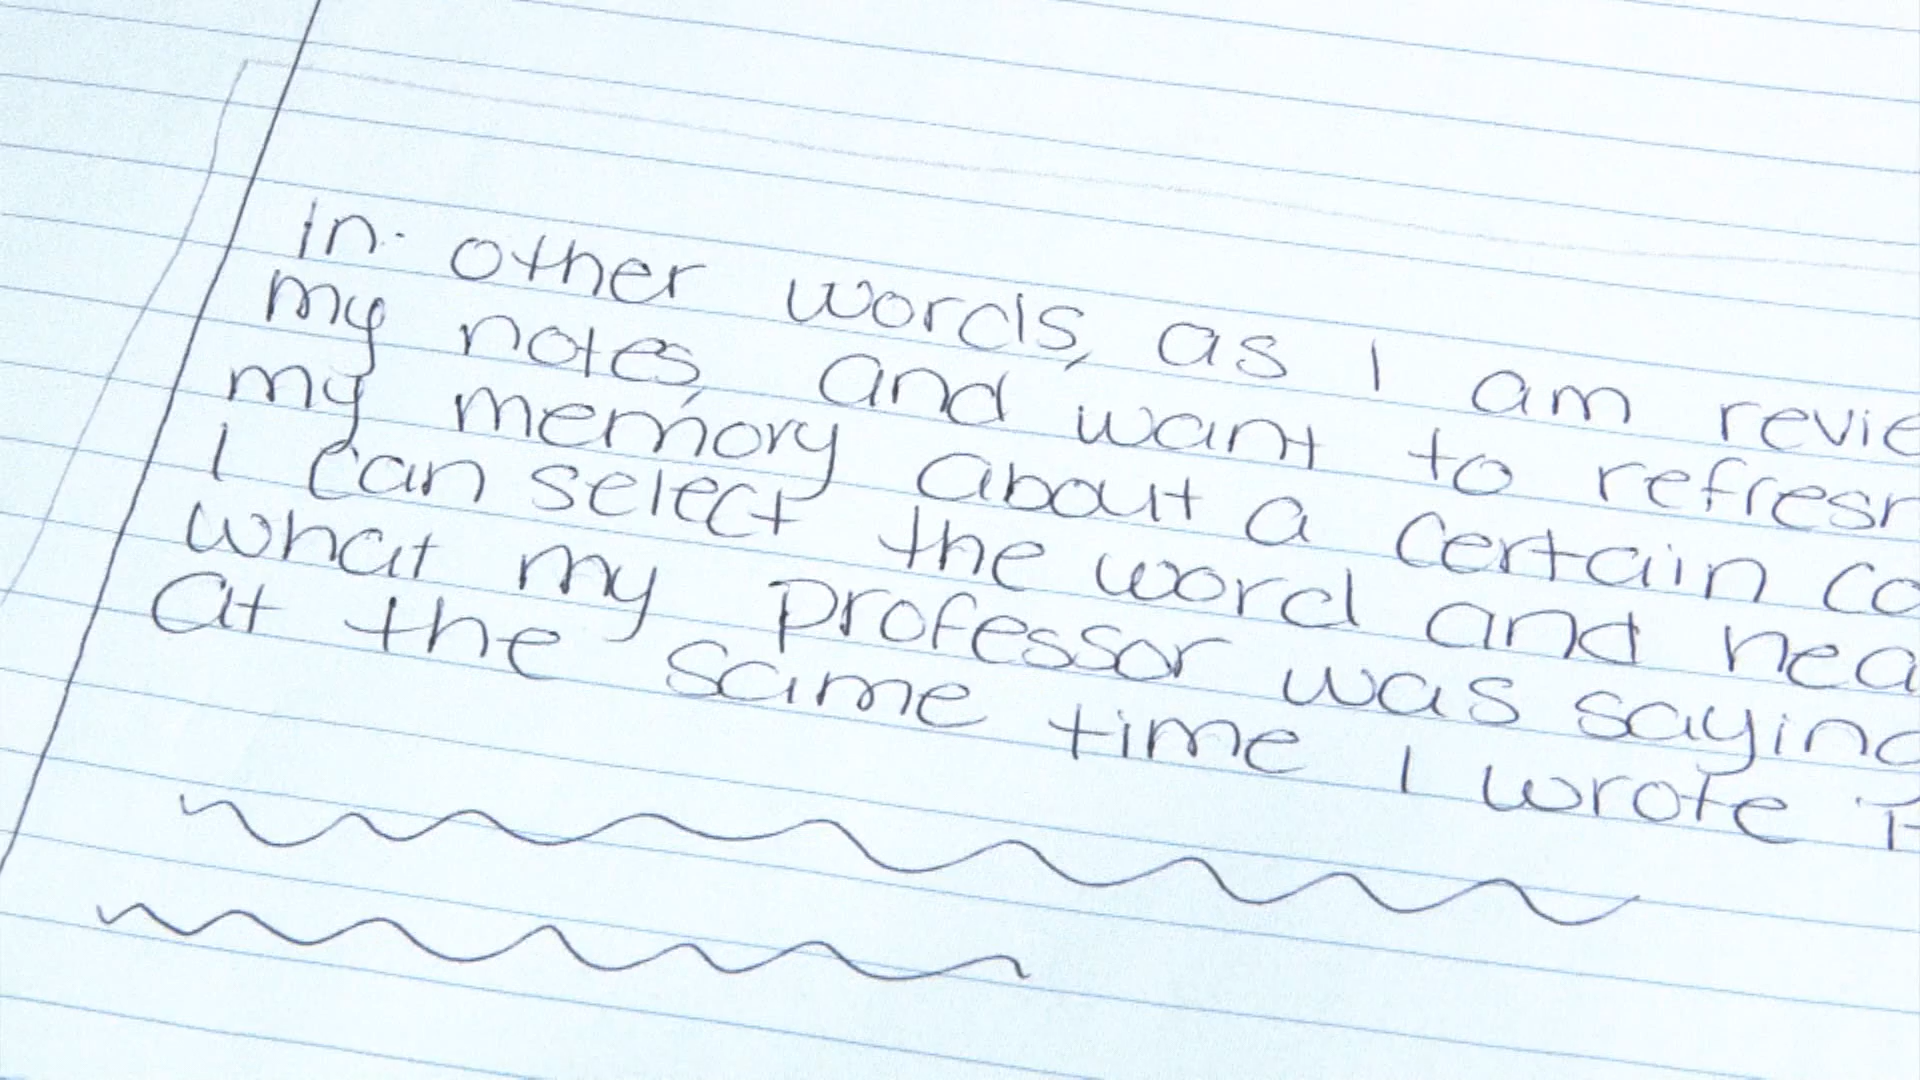 In other words, as I am revie
my notes, and want to refresh
my memory about a certain co
I can select the word and hea
what my professor was saying
at the same time I wrote it